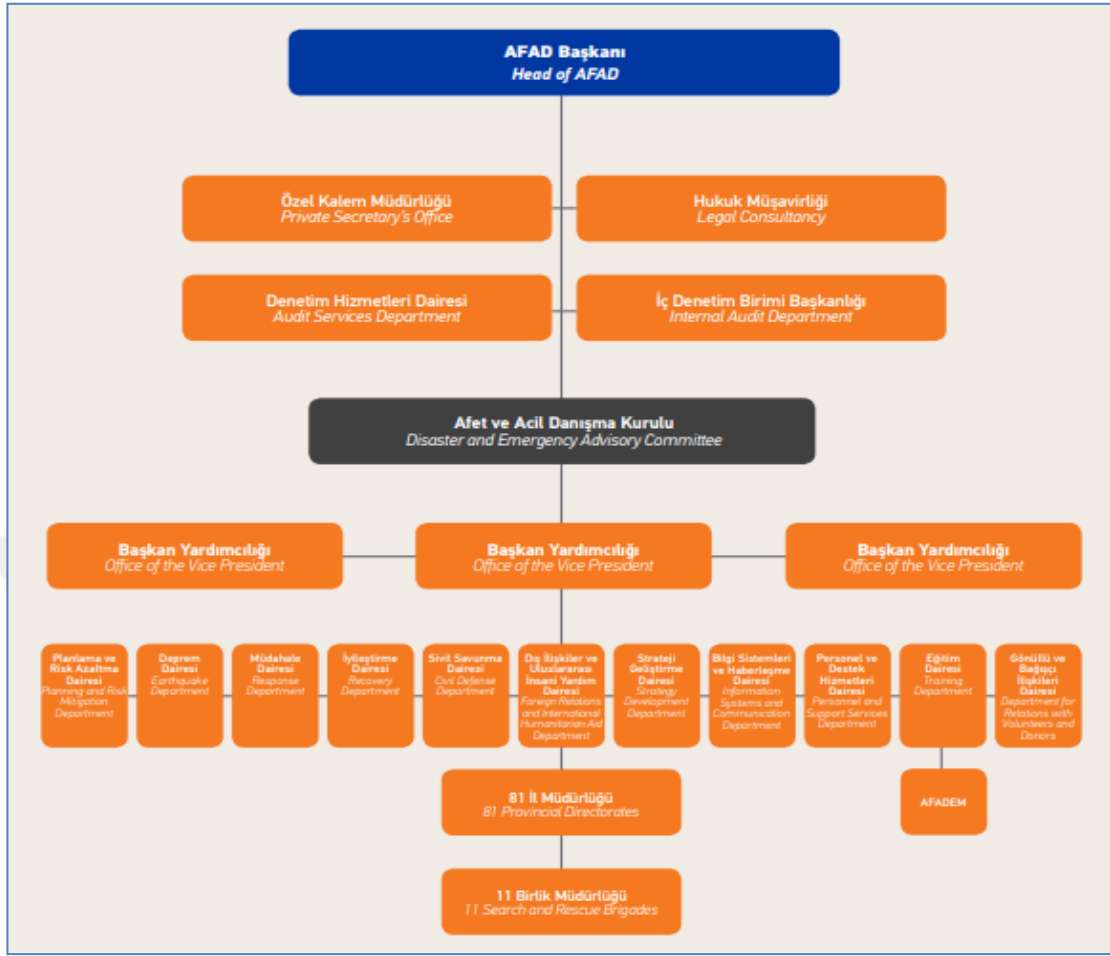 AFAD Başkanı
Head of AFAD
Özel Kalem Müdürlüğü
Private Secretary's Office
Hukuk Müşavirliği
Legal Consultancy
Denetim Hizmetleri Dairesi
Audit Services Department
İç Denetim Birimi Başkanlığı
Internal Audit Department
Afet ve Acil Danışma Kurulu
Disaster and Emergency Advisory Committee
Başkan Yardımcılığı
Office of the Vice President
Başkan Yardımcılığı
Office of the Vice President
Başkan Yardımcılığı
Office of the Vice President
Planlama ve
Risk Azaltma
Dairesi
Planning and Risk
Mitigation
Department
Deprem
Dairesi
Earthquake
Department
Müdahale
Dairesi
Response
Department
İyileştirme
Dairesi
Recovery
Department
Sivil Savunma
Dairesi
Civil Defense
Department
Dış İlişkiler ve
Uluslararası
İnsani Yardım
Dairesi
Foreign Relations
and International
Humanitarian Aid
Department
Strateji
Geliştirme
Dairesi
Strategy
Development
Department
Bilgi Sistemleri
ve Haberleşme
Dairesi
Information
Systems and
Communication
Department
Personel ve
Destek
Hizmetleri
Dairesi
Personnel and
Support Services
Department
Eğitim
Dairesi
Training
Department
Gönüllü ve
Bağışçı
İlişkileri Dairesi
Department for
Relations with
Volunteers and
Donors
81 İl Müdürlüğü
81 Provincial Directorates
AFADEM
11 Birlik Müdürlüğü
11 Search and Rescue Brigades